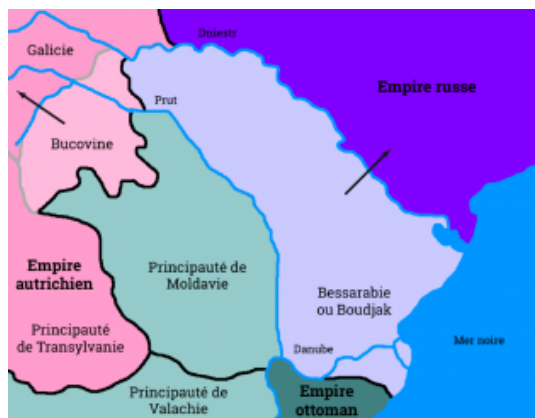 Galicie
Dniestr
Empire russe
Prut
Bucovine
Empire
autrichien
Principauté de
Moldavie
Bessarabie
ou Boudjak
Principauté
de Transylvanie
Danube
Mer noire
Principauté de
Valachie
Empire
ottoman